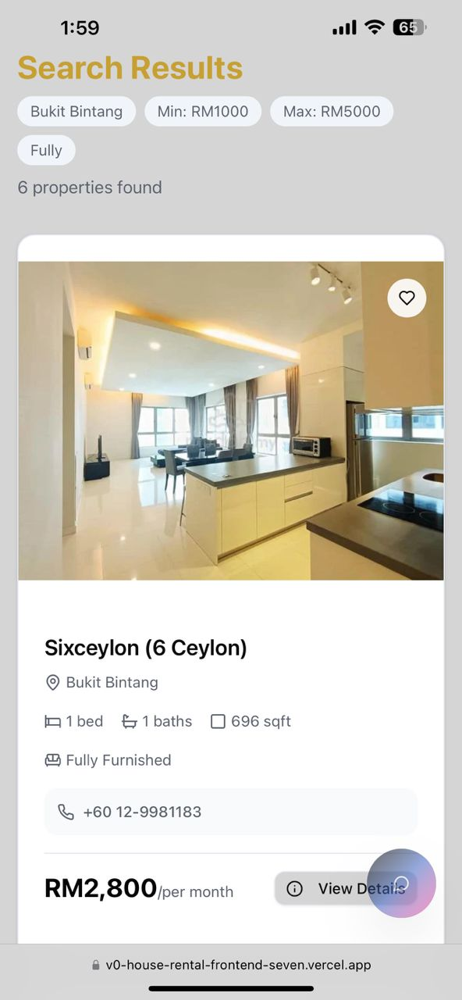 1:59
65
Search Results
Bukit Bintang
Min: RM1000
Max: RM5000
Fully
6 properties found
Sixceylon (6 Ceylon)
Bukit Bintang
1 bed 1 baths 696 sqft
Fully Furnished
+60 12-9981183
RM2,800/per month
View Details
v0-house-rental-frontend-seven.vercel.app